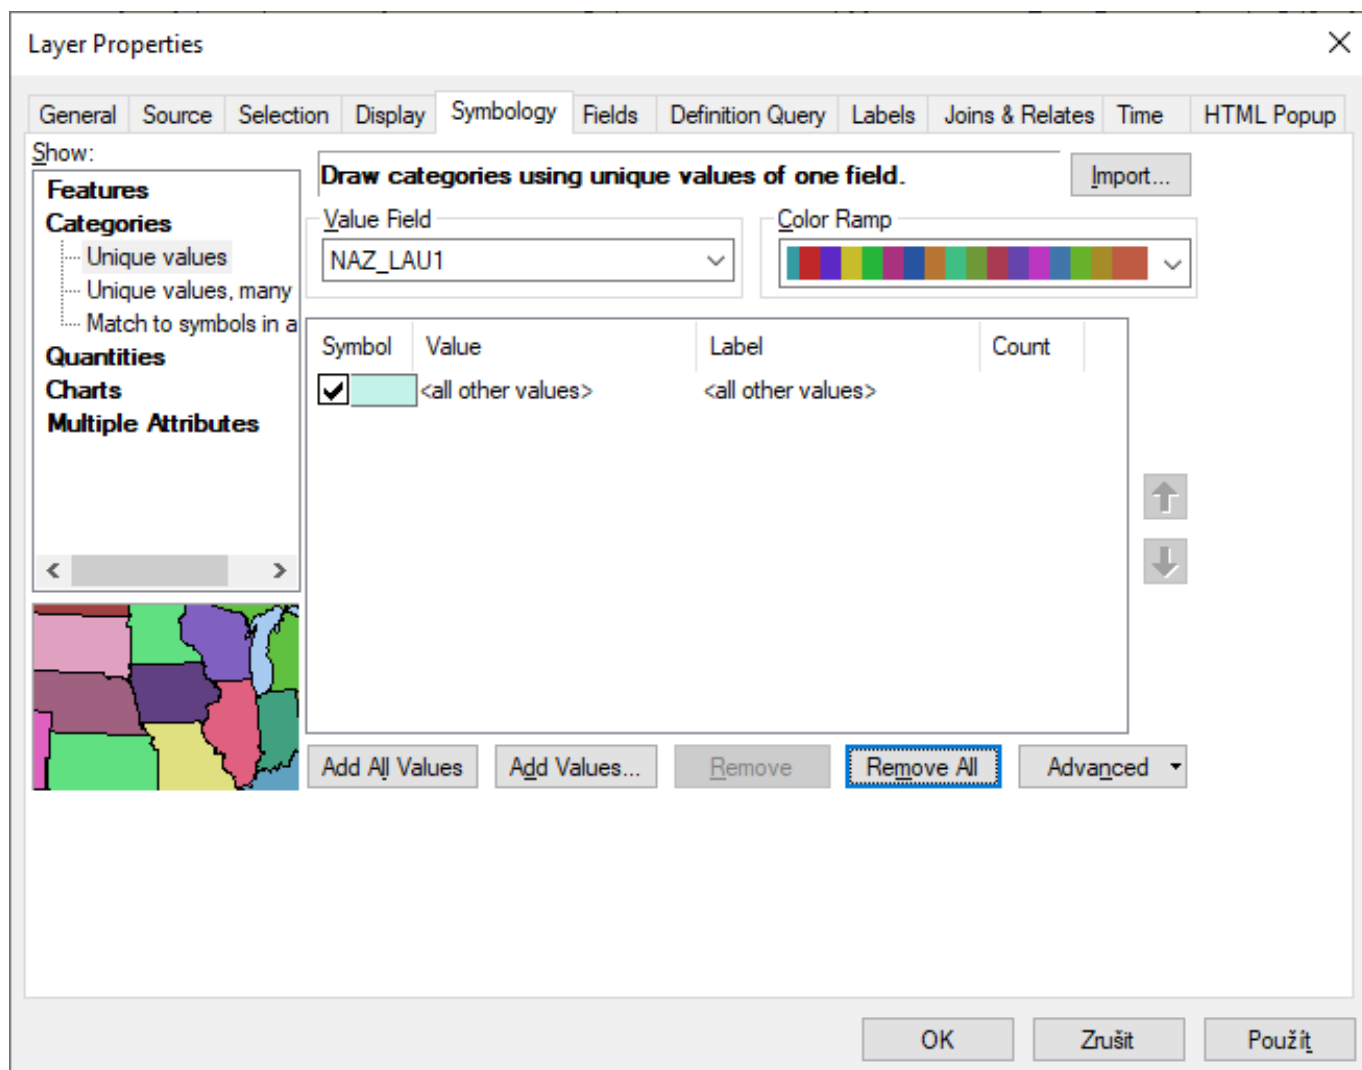 Layer Properties
General Source Selection Display Symbology Fields Definition Query Labels Joins & Relates Time HTML Popup
Show:
Features
Categories
Unique values
Unique values, many
Match to symbols in a
Quantities
Charts
Multiple Attributes
Draw categories using unique values of one field.
Import...
Value Field
NAZ_LAU1
Color Ramp
Symbol Value Label Count
<all other values> <all other values>
Add All Values Add Values... Remove Remove All Advanced
OK Zrušit Použít